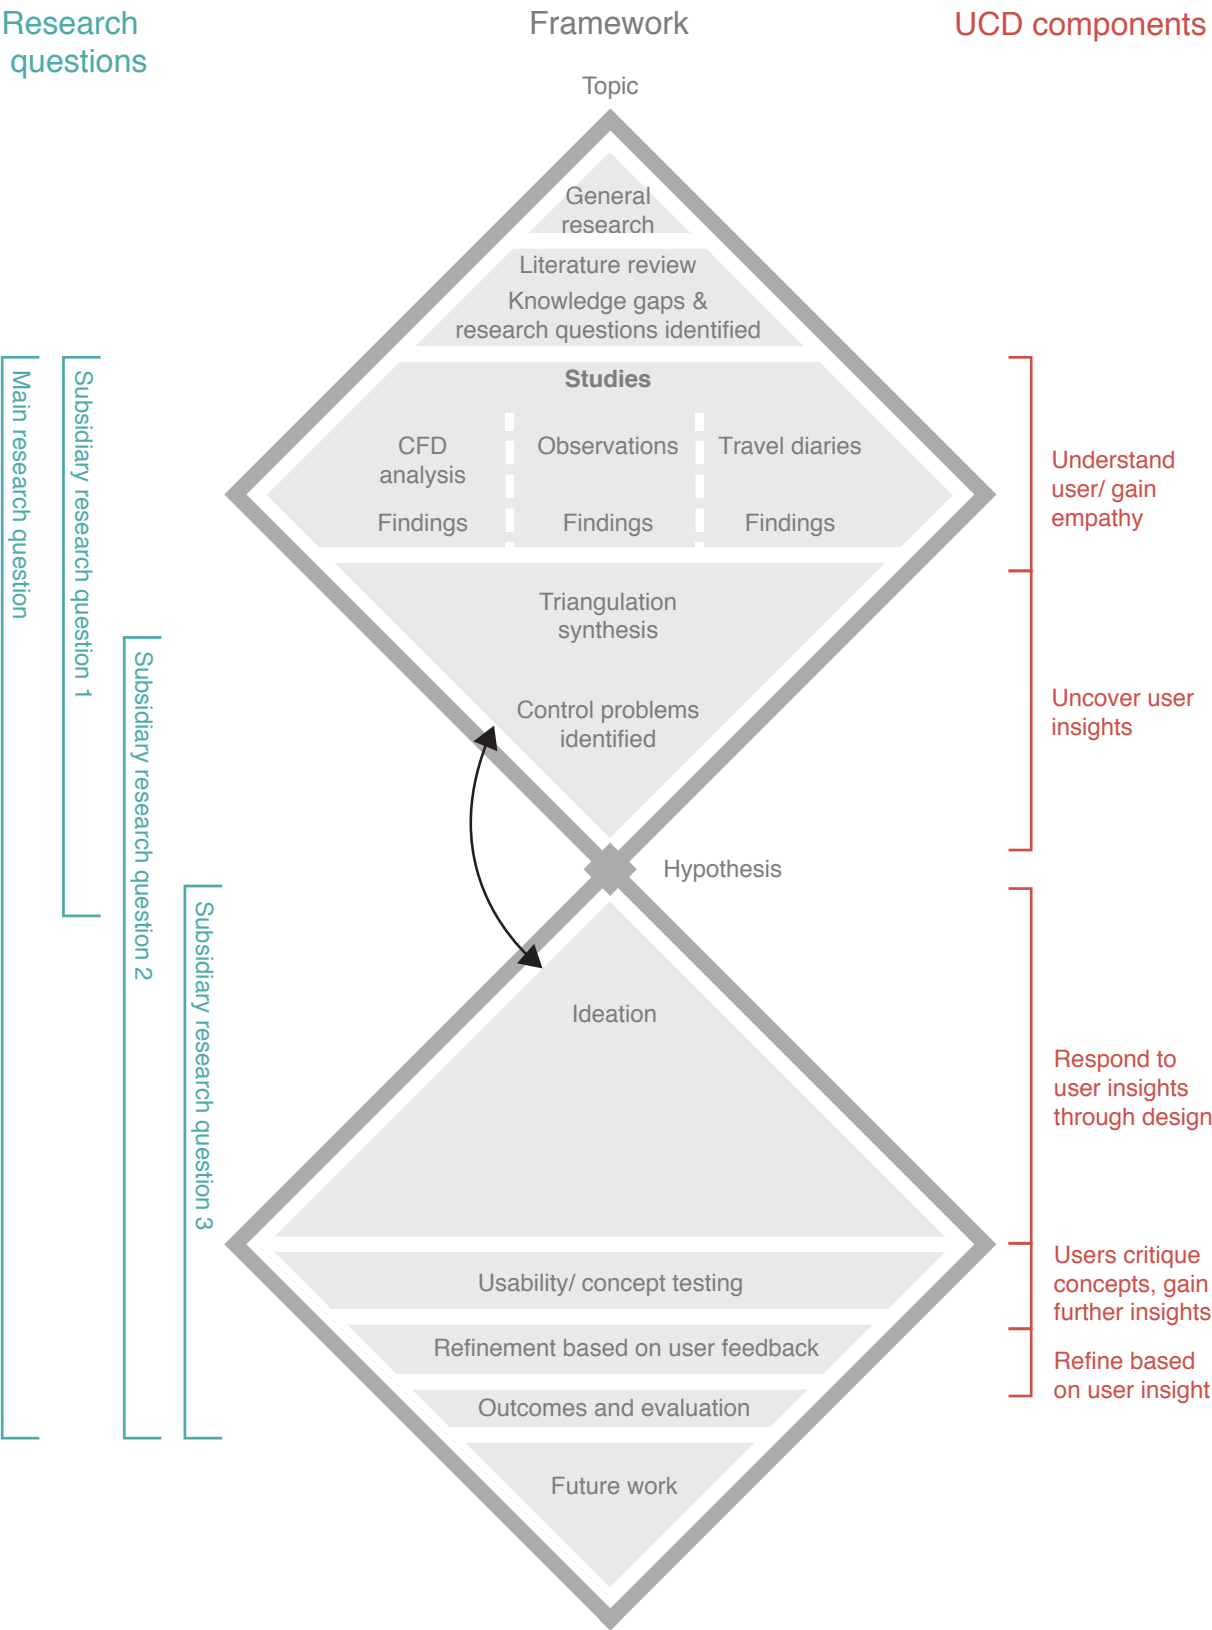 Research
questions
Framework
UCD components
Topic
General
research
Literature review
Knowledge gaps &
research questions identified
Studies
CFD
analysis
Observations
Travel diaries
Findings
Findings
Findings
Triangulation
synthesis
Control problems
identified
Hypothesis
Ideation
Usability/ concept testing
Refinement based on user feedback
Outcomes and evaluation
Future work
Main research question
Subsidiary research question 1
Subsidiary research question 2
Subsidiary research question 3
Understand
user/ gain
empathy
Uncover user
insights
Respond to
user insights
through design
Users critique
concepts, gain
further insights
Refine based
on user insight